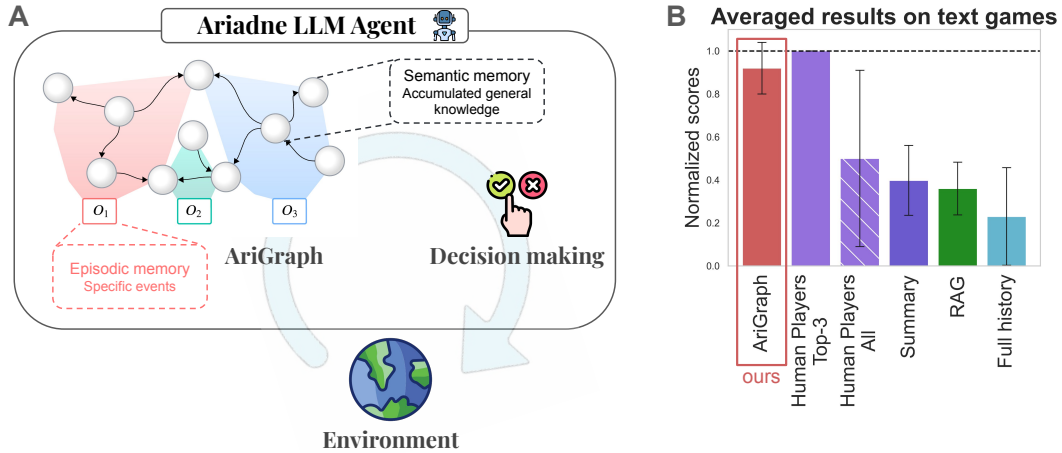 A
Ariadne LLM Agent
Semantic memory
Accumulated general
knowledge
O1
O2
O3
Episodic memory
Specific events
AriGraph
Decision making
Environment
B
Averaged results on text games
Normalized scores
1.0
0.8
0.6
0.4
0.2
0.0
AriGraph
ours
Human Players
Top-3
Human Players
All
Summary
RAG
Full history